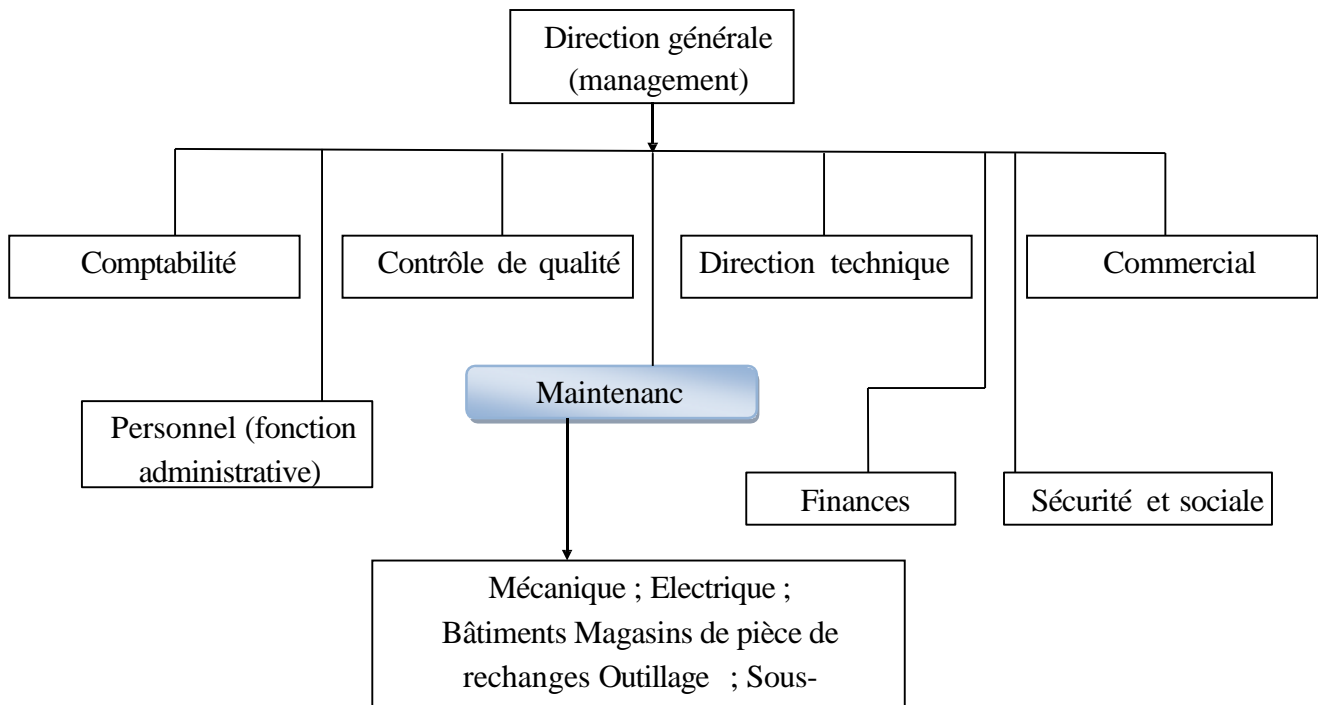 Direction générale
(management)
Comptabilité
Contrôle de qualité
Direction technique
Commercial
Maintenanc
Personnel (fonction
administrative)
Finances
Sécurité et sociale
Mécanique ; Electrique ;
Bâtiments Magasins de pièce de
rechanges Outillage ; Sous-